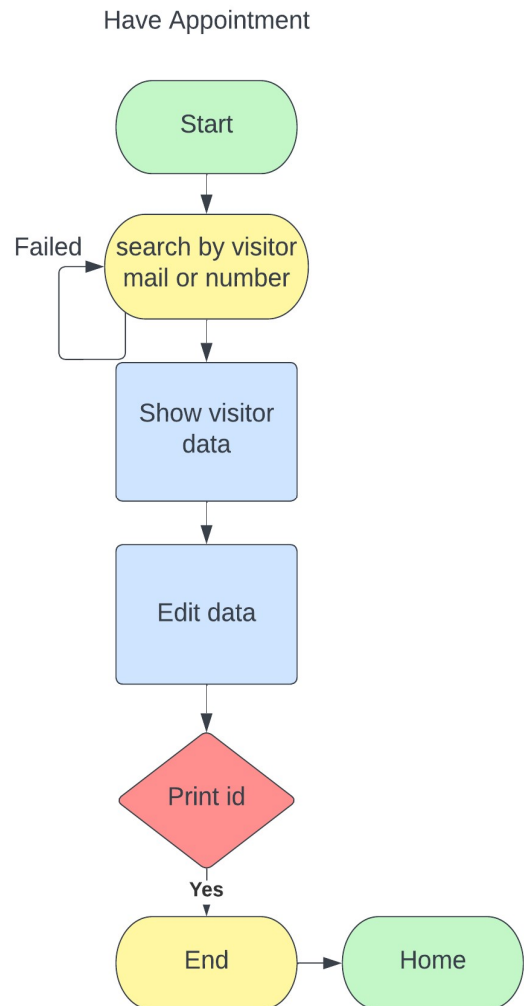 Have Appointment
Start
Failed
search by visitor
mail or number
Show visitor
data
Edit data
Print id
Yes
End
Home